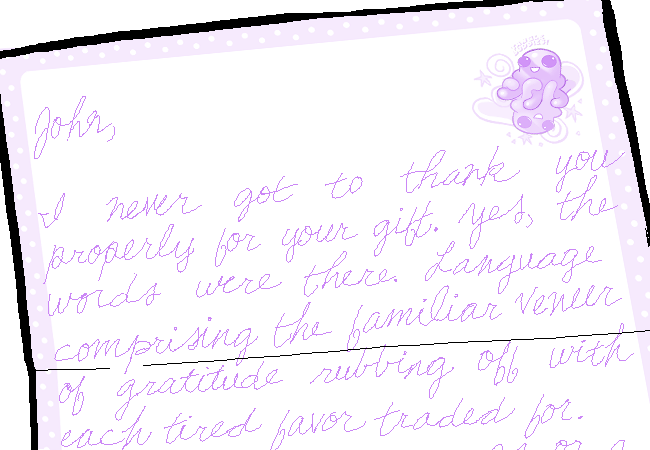 John,
I never got to thank you
properly for your gift. Yes, the
words were there. Language
comprising the familiar veneer
of gratitude rubbing off with
each tired favor traded for.